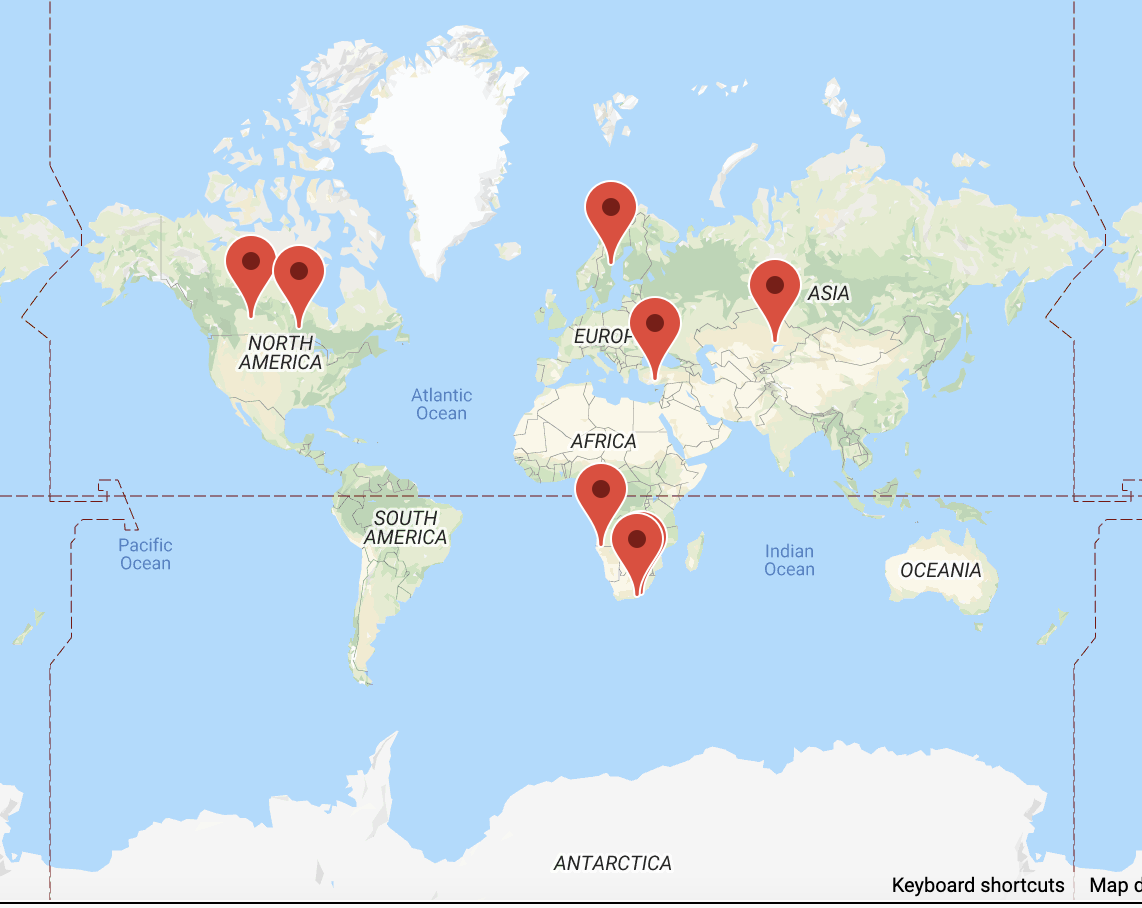 ASIA
NORTH
AMERICA
EUROP
Atlantic
Ocean
AFRICA
SOUTH
AMERICA
Pacific
Ocean
Indian
Ocean
OCEANIA
ANTARCTICA
Keyboard shortcuts
Map d